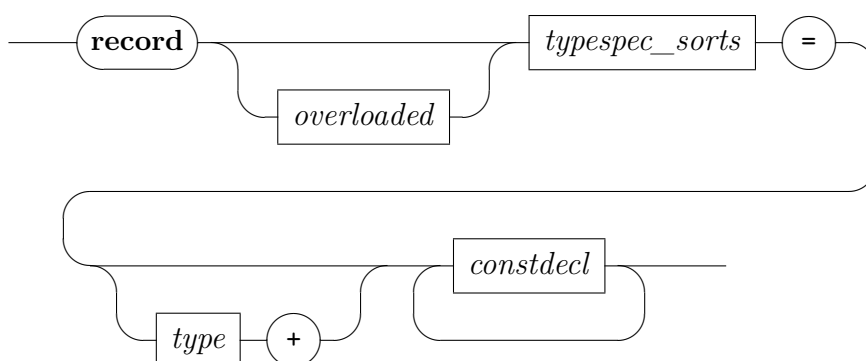 record typespec_sorts =
overloaded
constdecl
type +